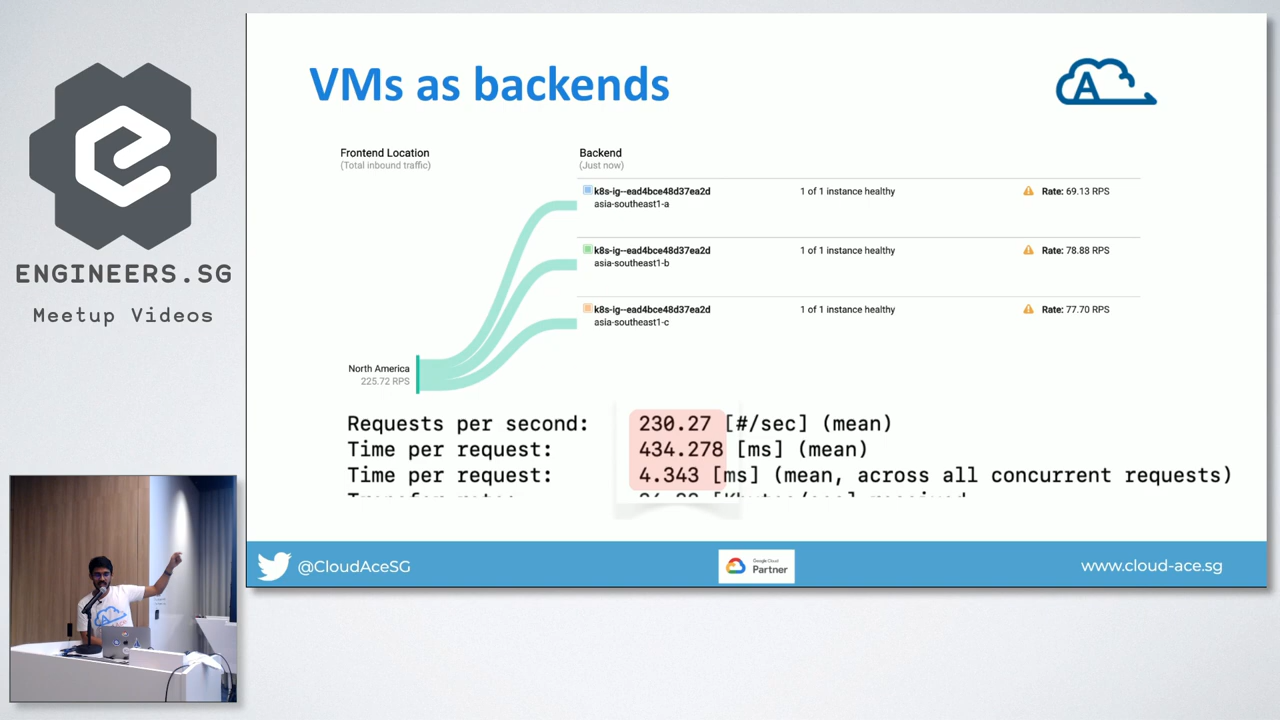 ENGINEERS.SG
Meetup Videos
VMs as backends
A
Frontend Location
(Total inbound traffic)
Backend
(Just now)
k8s-ig--ead4bce48d37ea2d
asia-southeast1-a
1 of 1 instance healthy
Rate: 69.13 RPS
k8s-ig--ead4bce48d37ea2d
asia-southeast1-b
1 of 1 instance healthy
Rate: 78.88 RPS
k8s-ig--ead4bce48d37ea2d
asia-southeast1-c
1 of 1 instance healthy
Rate: 77.70 RPS
North America
225.72 RPS
Requests per second: 230.27 [#/sec] (mean)
Time per request: 434.278 [ms] (mean)
Time per request: 4.343 [ms] (mean, across all concurrent requests)
@CloudAceSG
Google Cloud
Partner
www.cloud-ace.sg